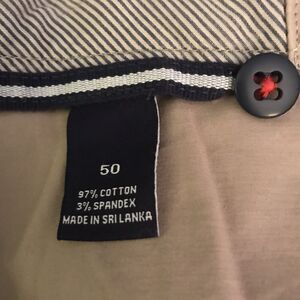 50
97% COTTON
3% SPANDEX
MADE IN SRI LANKA